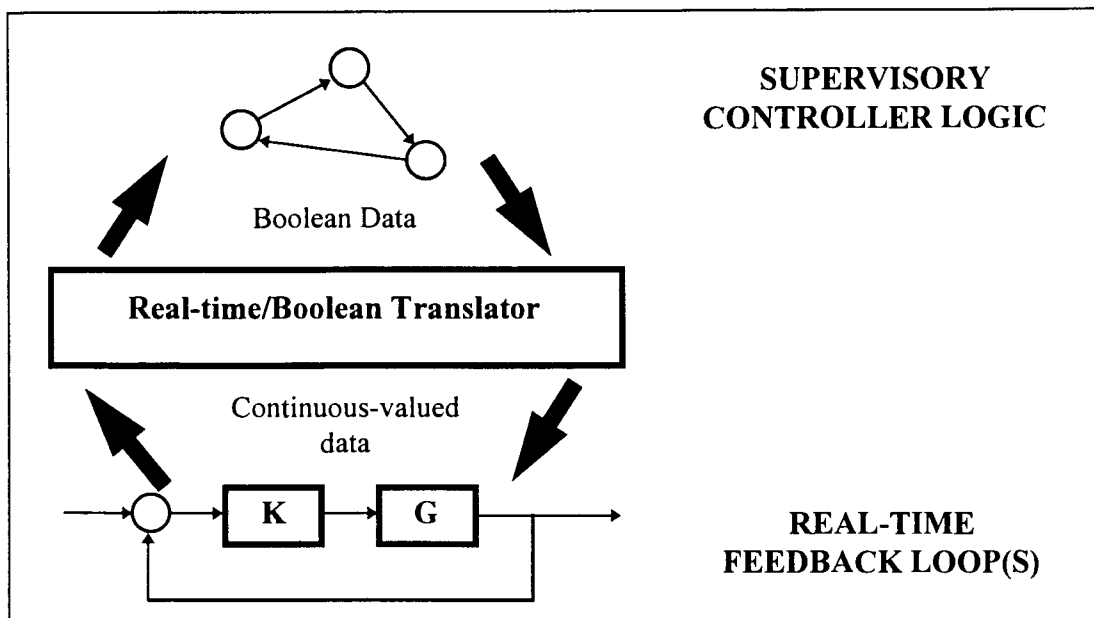 SUPERVISORY
CONTROLLER LOGIC
Boolean Data
Real-time/Boolean Translator
Continuous-valued
data
K
G
REAL-TIME
FEEDBACK LOOP(S)